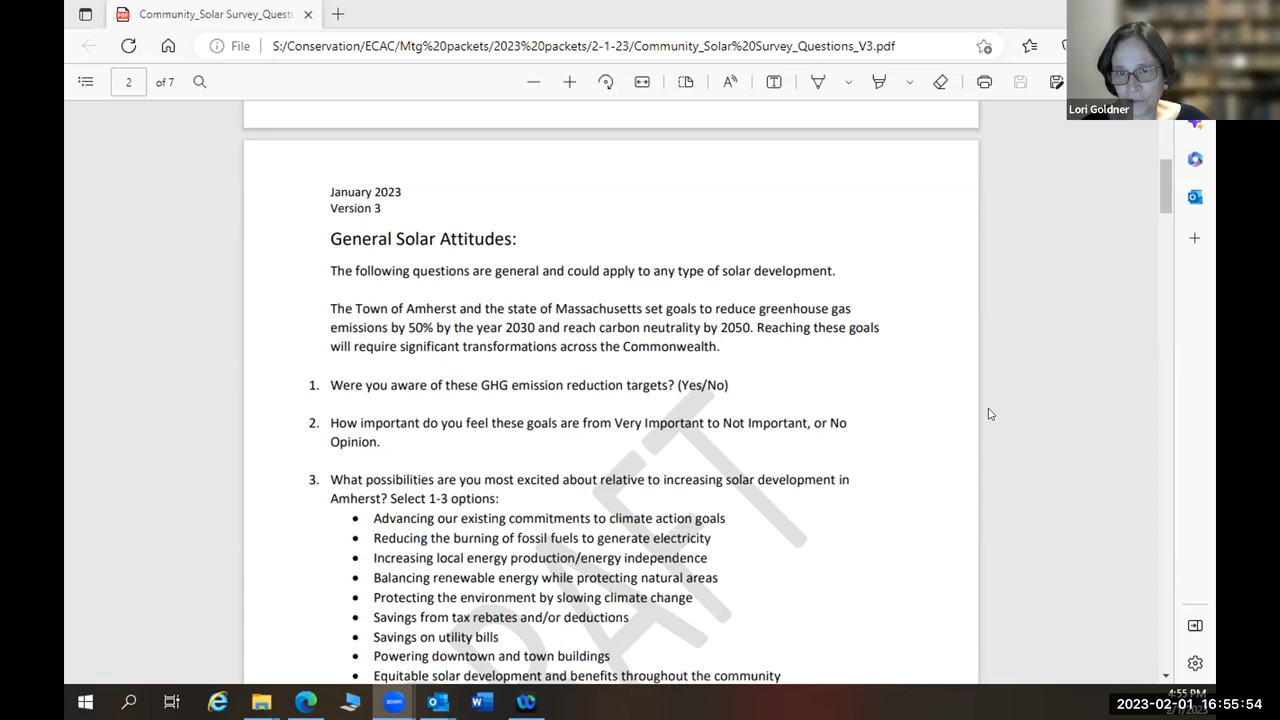 Community_Solar Survey_Questi
File
S:/Conservation/ECAC/Mtg%20packets/2023%20packets/2-1-23/Community_Solar%20Survey_Questions_V3.pdf
2 of 7
Lori Goldner
January 2023
Version 3
General Solar Attitudes:
The following questions are general and could apply to any type of solar development.
The Town of Amherst and the state of Massachusetts set goals to reduce greenhouse gas
emissions by 50% by the year 2030 and reach carbon neutrality by 2050. Reaching these goals
will require significant transformations across the Commonwealth.
1. Were you aware of these GHG emission reduction targets? (Yes/No)
2. How important do you feel these goals are from Very Important to Not Important, or No
Opinion.
3. What possibilities are you most excited about relative to increasing solar development in
Amherst? Select 1-3 options:
• Advancing our existing commitments to climate action goals
• Reducing the burning of fossil fuels to generate electricity
• Increasing local energy production/energy independence
• Balancing renewable energy while protecting natural areas
• Protecting the environment by slowing climate change
• Savings from tax rebates and/or deductions
• Savings on utility bills
• Powering downtown and town buildings
• Equitable solar development and benefits throughout the community
DRAFT
zoom
4:55 PM
2/1/2023
2023-02-01 16:55:54